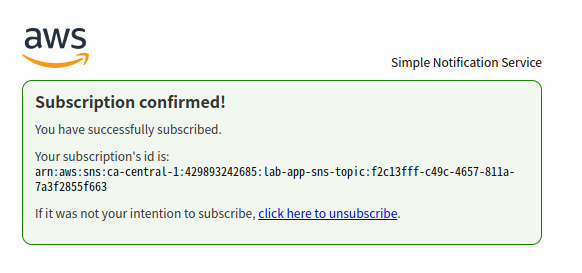 aws
Simple Notification Service
Subscription confirmed!
You have successfully subscribed.
Your subscription's id is:
arn:aws:sns:ca-central-1:429893242685:lab-app-sns-topic:f2c13fff-c49c-4657-811a-
7a3f2855f663
If it was not your intention to subscribe, click here to unsubscribe.